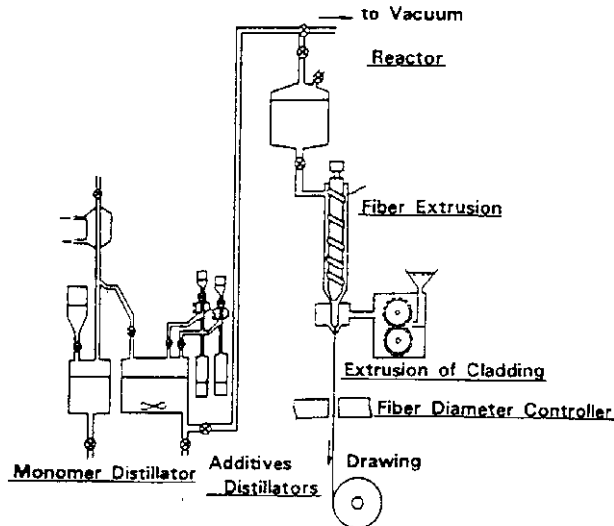 to Vacuum
Reactor
Fiber Extrusion
Extrusion of Cladding
Fiber Diameter Controller
Monomer Distillator
Additives
Distillators
Drawing